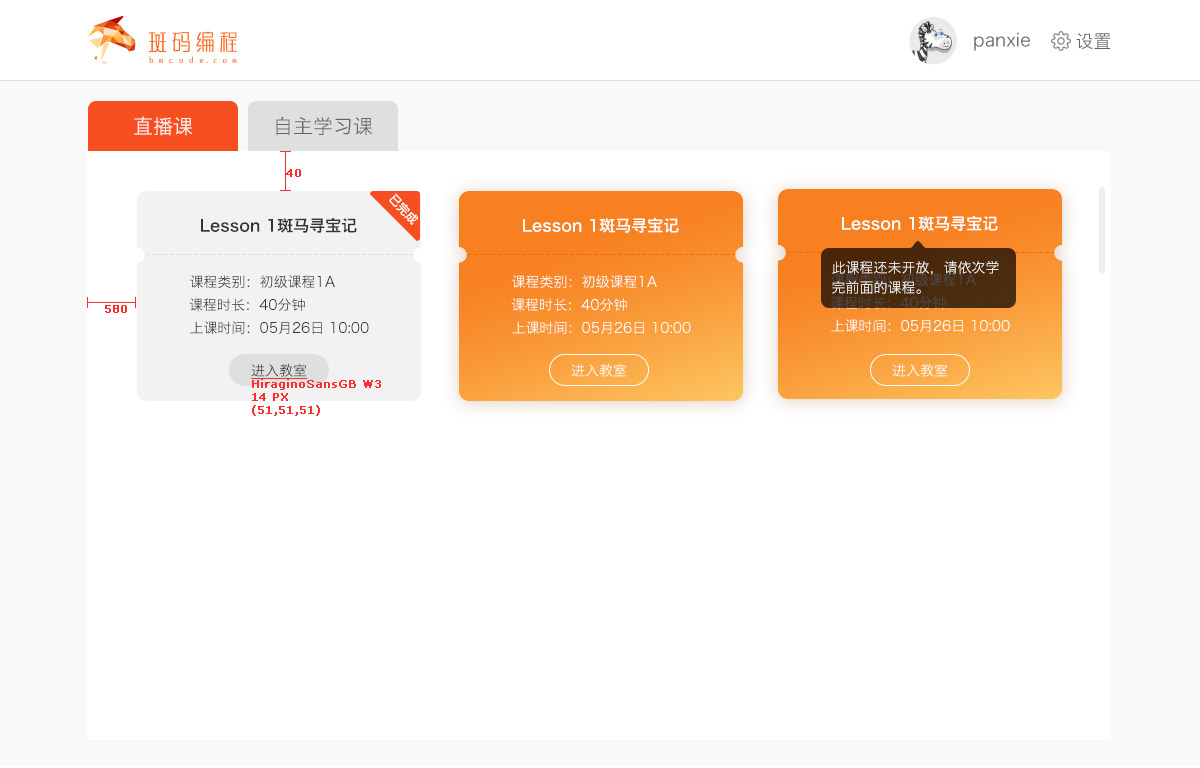 斑码编程
bmcode.com
panxie
设置
直播课
自主学习课
40
580
已完成
Lesson 1斑马寻宝记
课程类别：初级课程1A
课程时长：40分钟
上课时间：05月26日 10:00
进入教室
HiraginoSansGB W3
14 PX
(51,51,51)
Lesson 1斑马寻宝记
课程类别：初级课程1A
课程时长：40分钟
上课时间：05月26日 10:00
进入教室
Lesson 1斑马寻宝记
此课程还未开放，请依次学
完前面的课程。
课程类别：初级课程1A
课程时长：40分钟
上课时间：05月26日 10:00
进入教室